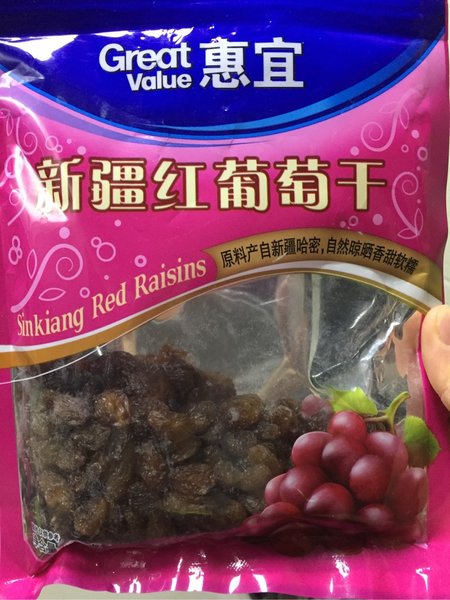 Great Value 惠宜
新疆红葡萄干
原料产自新疆哈密,自然晾晒香甜软糯
Sinkiang Red Raisins